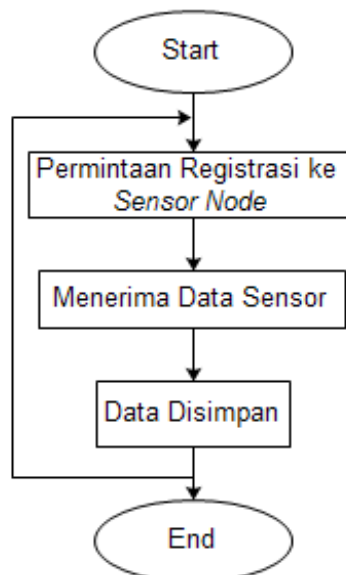 Start
Permintaan Registrasi ke
Sensor Node
Menerima Data Sensor
Data Disimpan
End